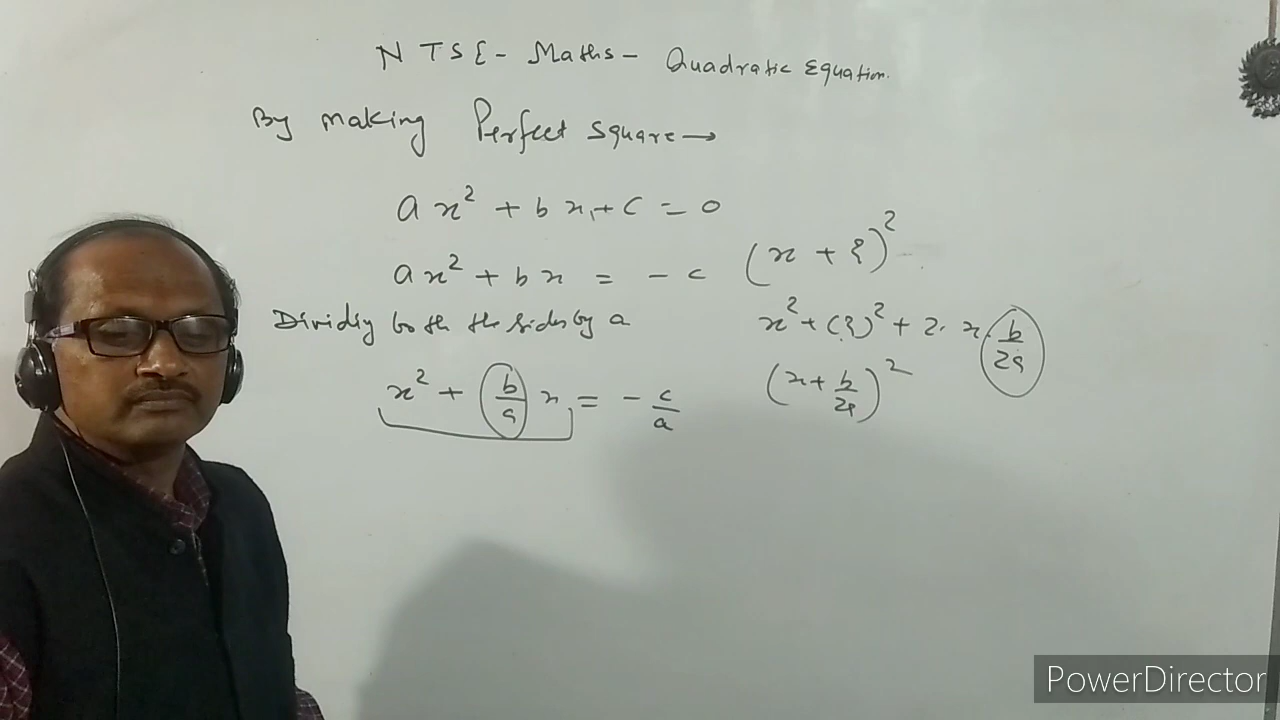 NTSE - Maths - Quadratic Equation.
By making Perfect square →
ax² + bx + c = 0
ax² + bx = - c
(x + ?)²
Dividig both the sides by a
x² + (?)² + 2. x. b/2a
x² + b/a x = - c/a
(x + b/2a)²
PowerDirector